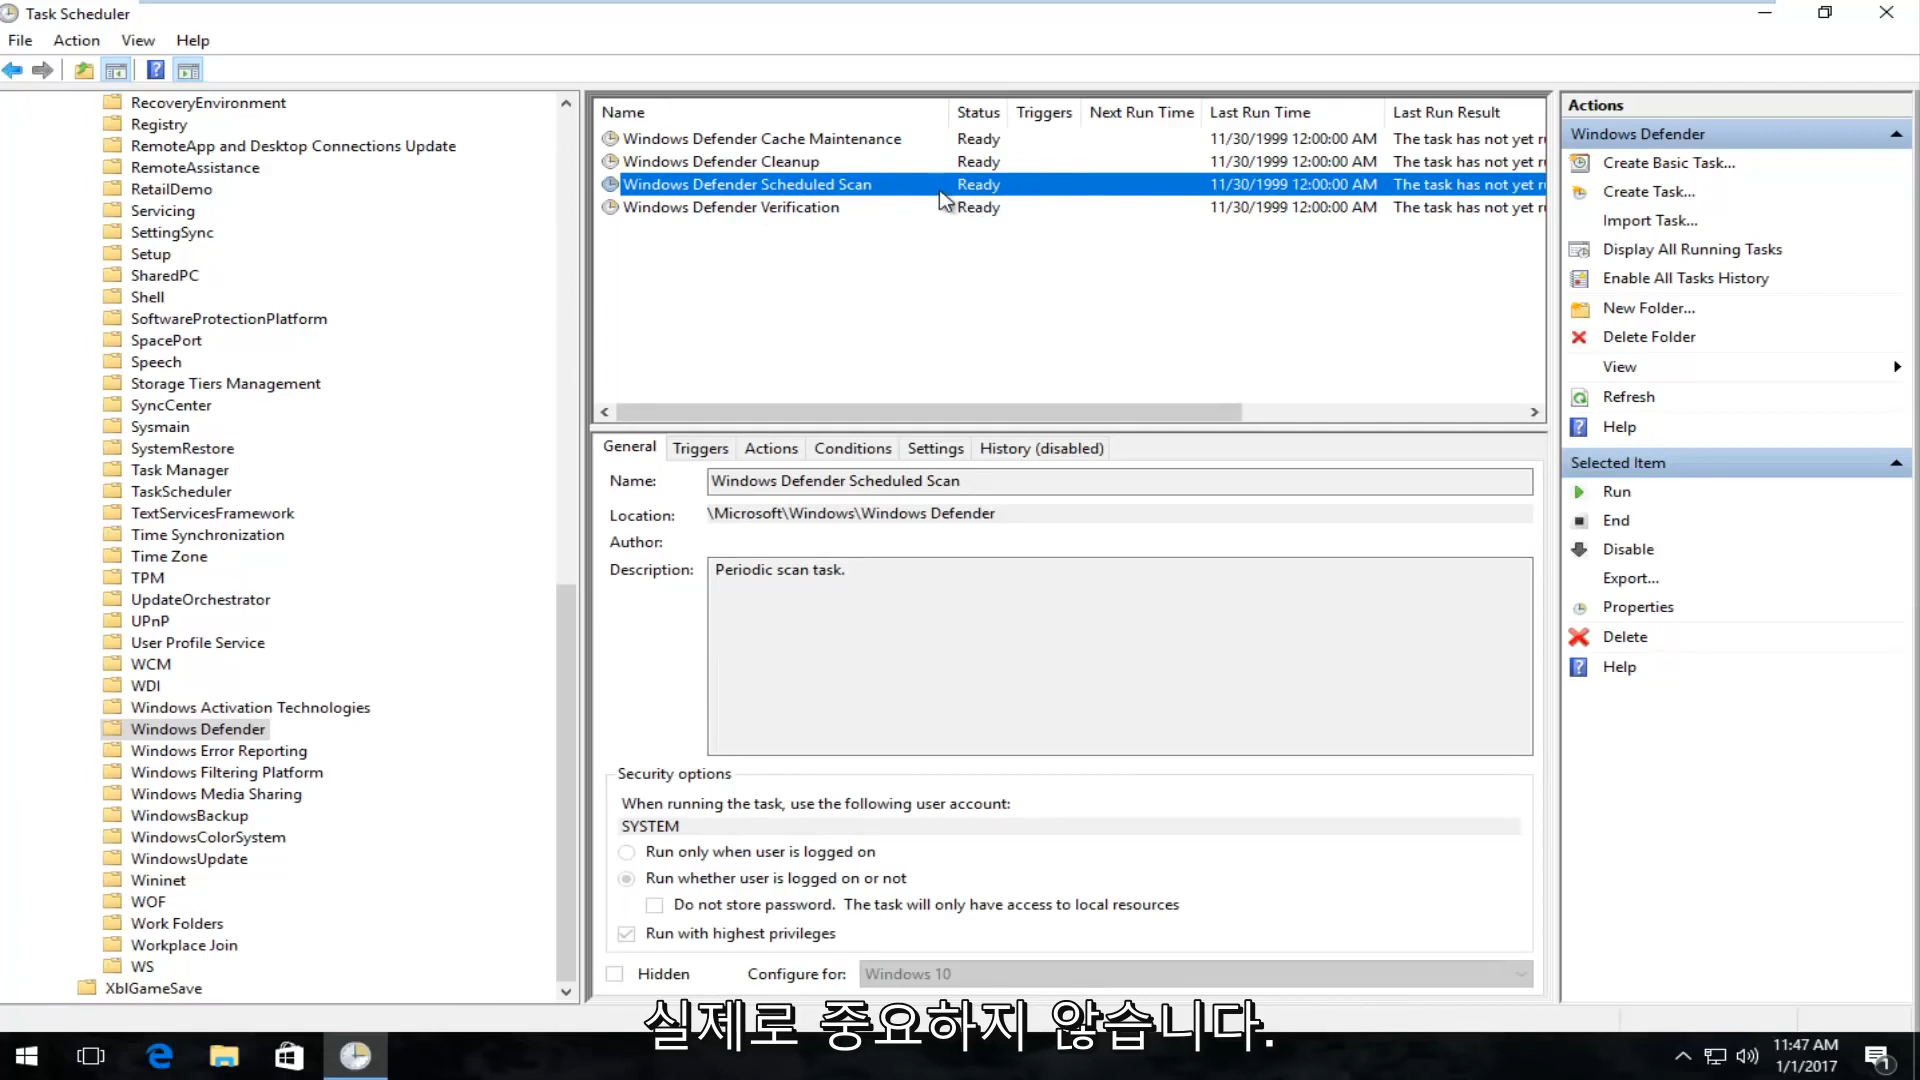 Task Scheduler
File Action View Help
RecoveryEnvironment
Registry
RemoteApp and Desktop Connections Update
RemoteAssistance
RetailDemo
Servicing
SettingSync
Setup
SharedPC
Shell
SoftwareProtectionPlatform
SpacePort
Speech
Storage Tiers Management
SyncCenter
Sysmain
SystemRestore
Task Manager
TaskScheduler
TextServicesFramework
Time Synchronization
Time Zone
TPM
UpdateOrchestrator
UPnP
User Profile Service
WCM
WDI
Windows Activation Technologies
Windows Defender
Windows Error Reporting
Windows Filtering Platform
Windows Media Sharing
WindowsBackup
WindowsColorSystem
WindowsUpdate
Wininet
WOF
Work Folders
Workplace Join
WS
XblGameSave
Name Status Triggers Next Run Time Last Run Time Last Run Result
Windows Defender Cache Maintenance Ready 11/30/1999 12:00:00 AM The task has not yet r
Windows Defender Cleanup Ready 11/30/1999 12:00:00 AM The task has not yet r
Windows Defender Scheduled Scan Ready 11/30/1999 12:00:00 AM The task has not yet r
Windows Defender Verification Ready 11/30/1999 12:00:00 AM The task has not yet r
General Triggers Actions Conditions Settings History (disabled)
Name: Windows Defender Scheduled Scan
Location: \Microsoft\Windows\Windows Defender
Author:
Description: Periodic scan task.
Security options
When running the task, use the following user account:
SYSTEM
Run only when user is logged on
Run whether user is logged on or not
Do not store password. The task will only have access to local resources
Run with highest privileges
Hidden Configure for: Windows 10
Actions
Windows Defender
Create Basic Task...
Create Task...
Import Task...
Display All Running Tasks
Enable All Tasks History
New Folder...
Delete Folder
View
Refresh
Help
Selected Item
Run
End
Disable
Export...
Properties
Delete
Help
실제로 중요하지 않습니다.
11:47 AM
1/1/2017
1